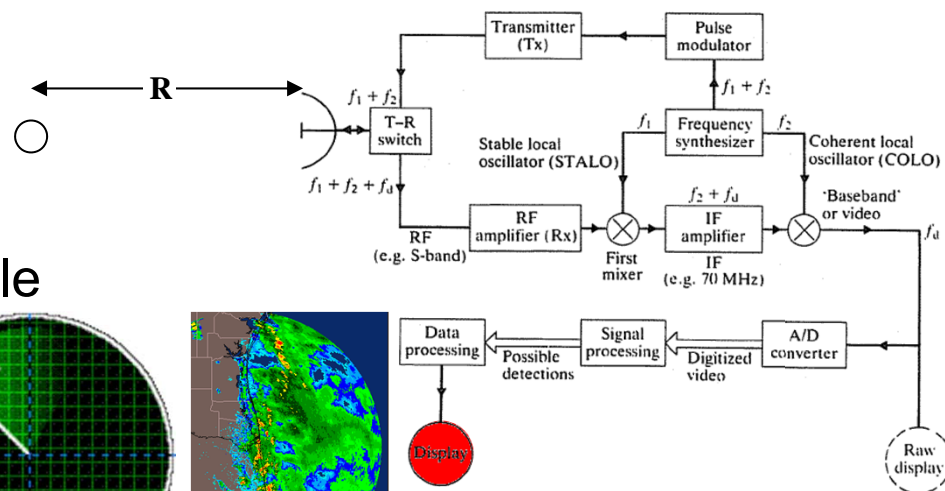 Transmitter
(Tx)
Pulse
modulator
R
f1 + f2
f1 + f2
T–R
switch
f1
Frequency
synthesizer
f2
Stable local
oscillator (STALO)
Coherent local
oscillator (COLO)
f1 + f2 + fd
f2 + fd
'Baseband'
or video
RF
amplifier (Rx)
IF
amplifier
fd
RF
(e.g. S-band)
First
mixer
IF
(e.g. 70 MHz)
le
Data
processing
Possible
detections
Signal
processing
Digitized
video
A/D
converter
Display
Raw
display